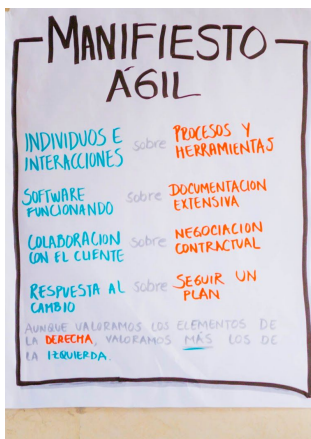 MANIFIESTO
ÁGIL
INDIVIDUOS E INTERACCIONES sobre PROCESOS Y HERRAMIENTAS
SOFTWARE FUNCIONANDO sobre DOCUMENTACION EXTENSIVA
COLABORACION CON EL CLIENTE sobre NEGOCIACION CONTRACTUAL
RESPUESTA AL CAMBIO sobre SEGUIR UN PLAN
AUNQUE VALORAMOS LOS ELEMENTOS DE
LA DERECHA, VALORAMOS MÁS LOS DE
LA IZQUIERDA.